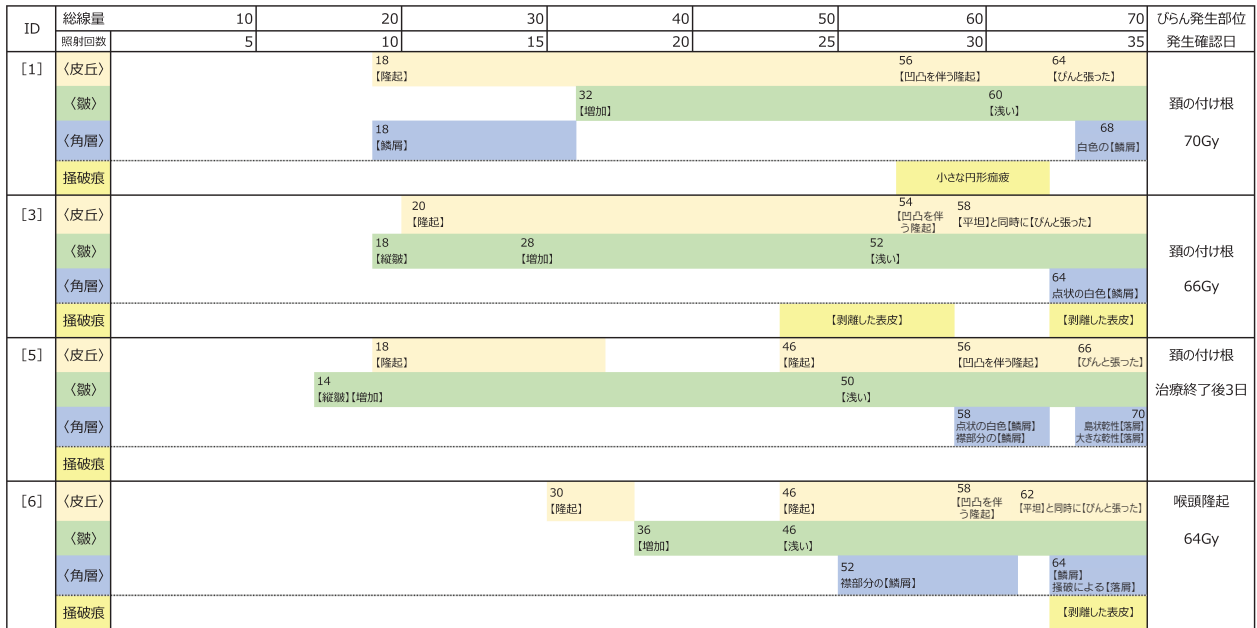 ID 総線量 10 20 30 40 50 60 70 びらん発生部位
照射回数 5 10 15 20 25 30 35 発生確認日
[1] 〈皮丘〉 18 56 64
【隆起】 【凹凸を伴う隆起】 【ぴんと張った】
〈皺〉 32 60 頚の付け根
【増加】 【浅い】
〈角層〉 18 68 70Gy
【鱗屑】 白色の【鱗屑】
掻破痕 小さな円形痂疲
[3] 〈皮丘〉 20 54 58
【隆起】 【凹凸を伴 【平坦】と同時に【ぴんと張った】
う隆起】
〈皺〉 18 28 52 頚の付け根
【縦皺】 【増加】 【浅い】
〈角層〉 64 66Gy
点状の白色【鱗屑】
掻破痕 【剥離した表皮】 【剥離した表皮】
[5] 〈皮丘〉 18 46 56 66 頚の付け根
【隆起】 【隆起】 【凹凸を伴う隆起】 【ぴんと張った】
〈皺〉 14 50 治療終了後3日
【縦皺】【増加】 【浅い】
〈角層〉 58 70
点状の白色【鱗屑】 島状乾性【落屑】
襟部分の【鱗屑】 大きな乾性【落屑】
掻破痕
[6] 〈皮丘〉 30 46 58 62 喉頭隆起
【隆起】 【隆起】 【凹凸を伴 【平坦】と同時に【ぴんと張った】
う隆起】
〈皺〉 36 46 64Gy
【増加】 【浅い】
〈角層〉 52 64
襟部分の【鱗屑】 【鱗屑】
掻破による【落屑】
掻破痕 【剥離した表皮】